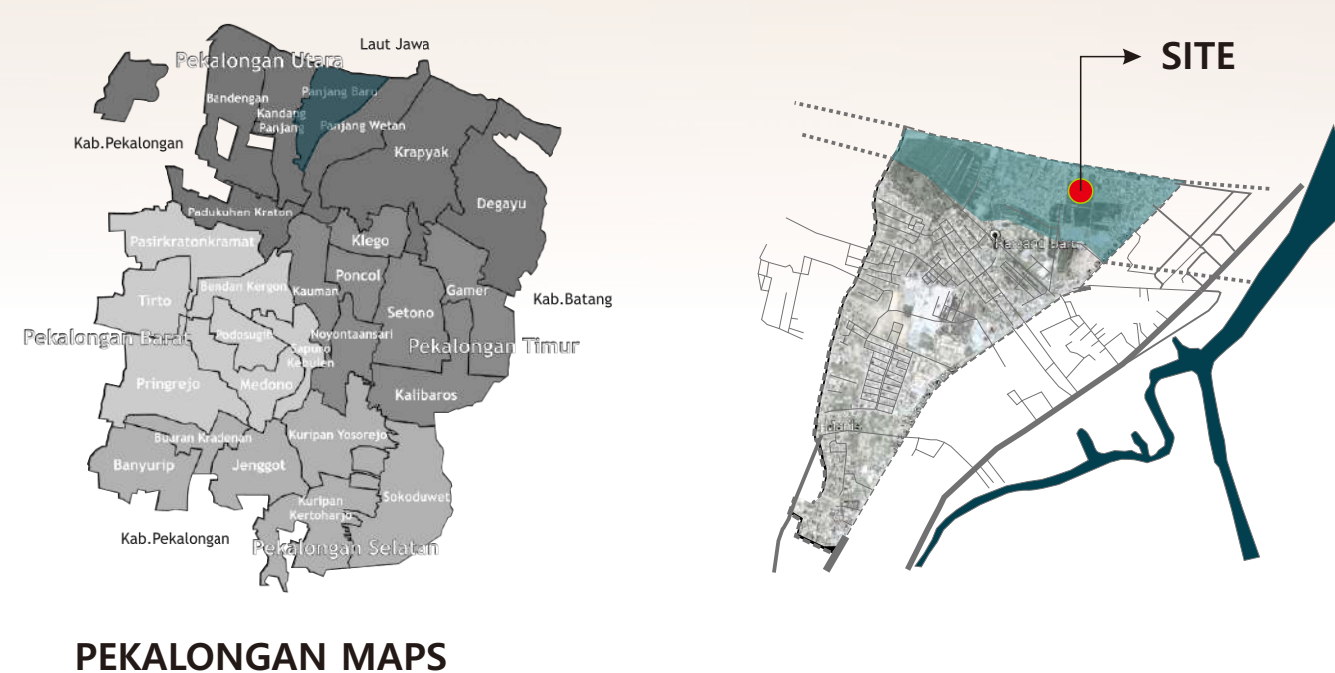 Laut Jawa
SITE
Pekalongan Utara
Panjang Baru
Bandengan
Kandang
Panjang
Panjang Wetan
Kab.Pekalongan
Krapyak
Degayu
Padukuhan Kraton
Pasirkratonkramat
Klego
Poncol
Bendan Kergon
Kauman
Gamer
Tirto
Kab.Batang
Setono
Pekalongan Barat
Podosugih
Noyontaansari
Sapuro
Kebulen
Pekalongan Timur
Pringrejo
Medono
Kalibaros
Buaran Kradenan
Kuripan Yosorejo
Banyurip
Jenggot
Kuripan
Kertoharjo
Sokoduwet
Kab.Pekalongan
Pekalongan Selatan
PEKALONGAN MAPS